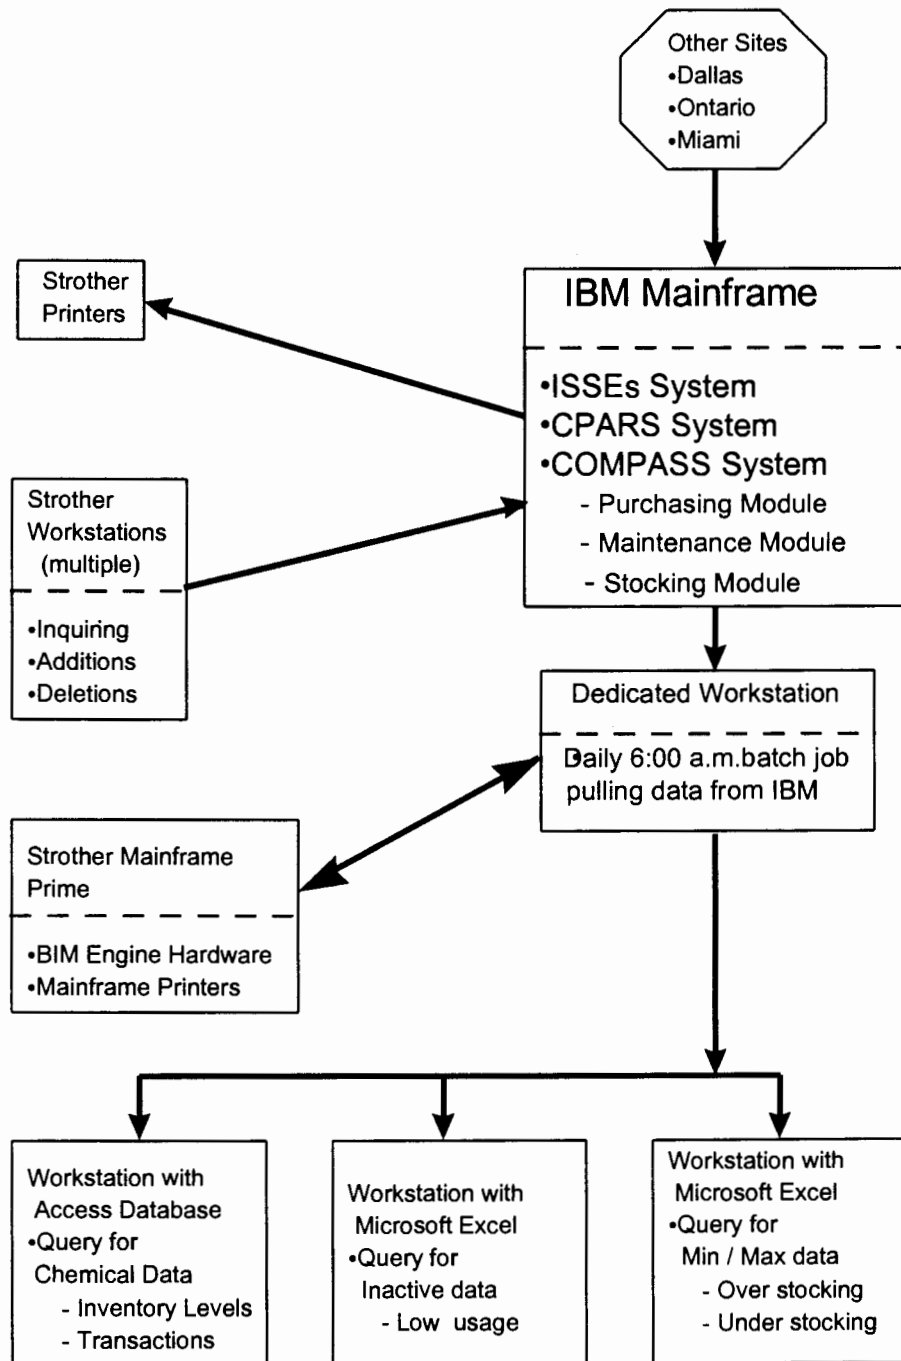 Other Sites
•Dallas
•Ontario
•Miami
Strother
Printers
IBM Mainframe
•ISSEs System
•CPARS System
•COMPASS System
- Purchasing Module
- Maintenance Module
- Stocking Module
Strother
Workstations
(multiple)
•Inquiring
•Additions
•Deletions
Dedicated Workstation
•Daily 6:00 a.m.batch job
pulling data from IBM
Strother Mainframe
Prime
•BIM Engine Hardware
•Mainframe Printers
Workstation with
Access Database
•Query for
Chemical Data
- Inventory Levels
- Transactions
Workstation with
Microsoft Excel
•Query for
Inactive data
- Low usage
Workstation with
Microsoft Excel
•Query for
Min / Max data
- Over stocking
- Under stocking